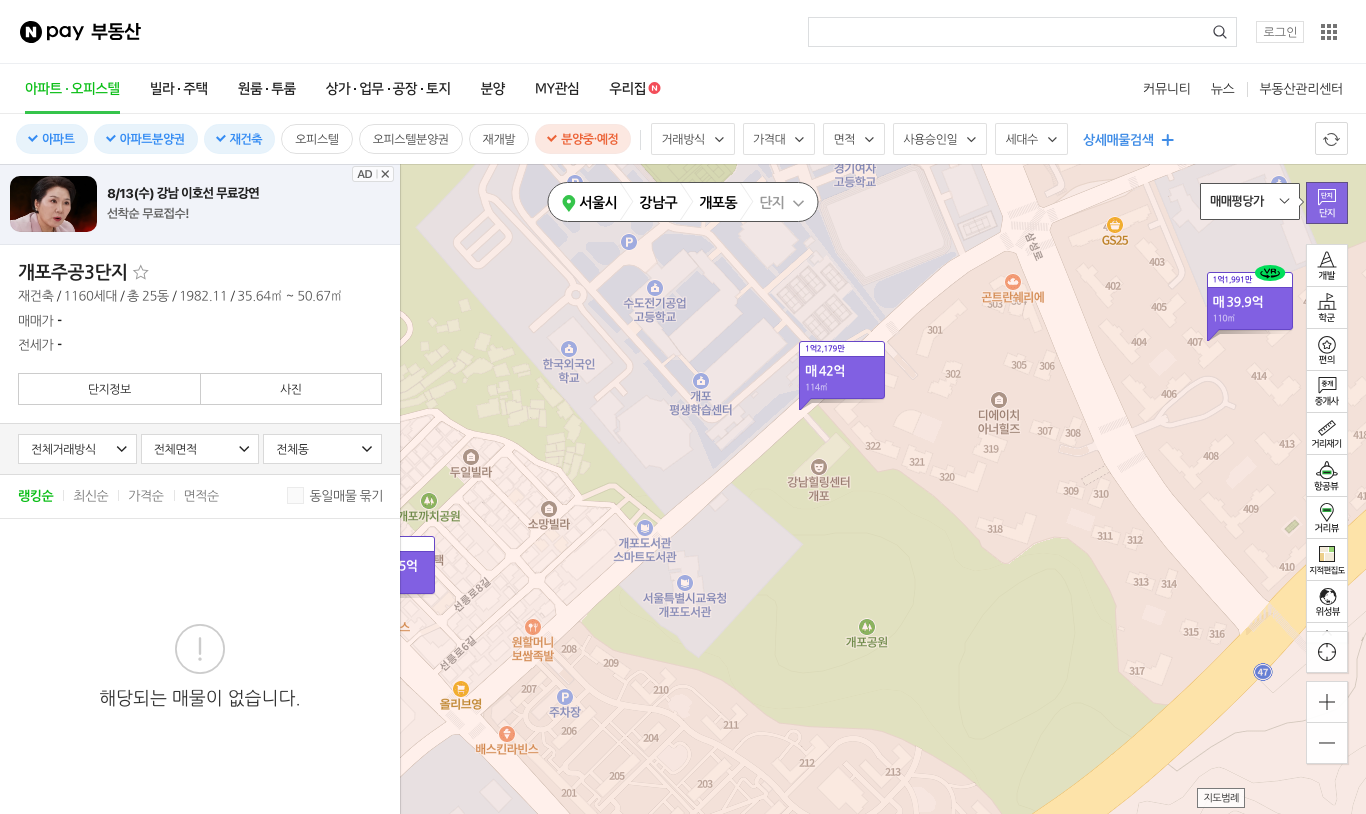 N pay 부동산
로그인
아파트 · 오피스텔
빌라 · 주택
원룸 · 투룸
상가 · 업무 · 공장 · 토지
분양
MY관심
우리집 N
커뮤니티
뉴스
부동산관리센터
아파트
아파트분양권
재건축
오피스텔
오피스텔분양권
재개발
분양중·예정
거래방식
가격대
면적
사용승인일
세대수
상세매물검색
8/13(수) 강남 이호선 무료강연
선착순 무료접수!
AD
개포주공3단지
재건축 / 1160세대 / 총 25동 / 1982.11 / 35.64㎡ ~ 50.67㎡
매매가 -
전세가 -
단지정보
사진
전체거래방식
전체면적
전체동
랭킹순
최신순
가격순
면적순
동일매물 묶기
해당되는 매물이 없습니다.
서울시
강남구
개포동
단지
매매평당가
단지
단지
경기여자
고등학교
P
수도전기공업
고등학교
한국외국인
학교
개포
평생학습센터
삼성로
GS25
곤트란쉐리에
303
304
301
302
305
306
307
308
309
310
311
312
313
314
315
316
317
318
320
321
322
402
403
404
405
407
408
409
410
413
414
1억1,991만
매 39.9억
110㎡
VR
1억2,179만
매 42억
114㎡
디에이치
아너힐즈
강남힐링센터
개포
두일빌라
개포까치공원
소망빌라
개포도서관
스마트도서관
서울특별시교육청
개포도서관
5억
택
선릉로8길
선릉로6길
스
원할머니
보쌈족발
208
209
210
211
207
206
204
203
212
213
201
올리브영
P
주차장
배스킨라빈스
개포공원
47
개발
학군
편의
중개
중개사
거리재기
항공뷰
거리뷰
지적편집도
위성뷰
지도범례